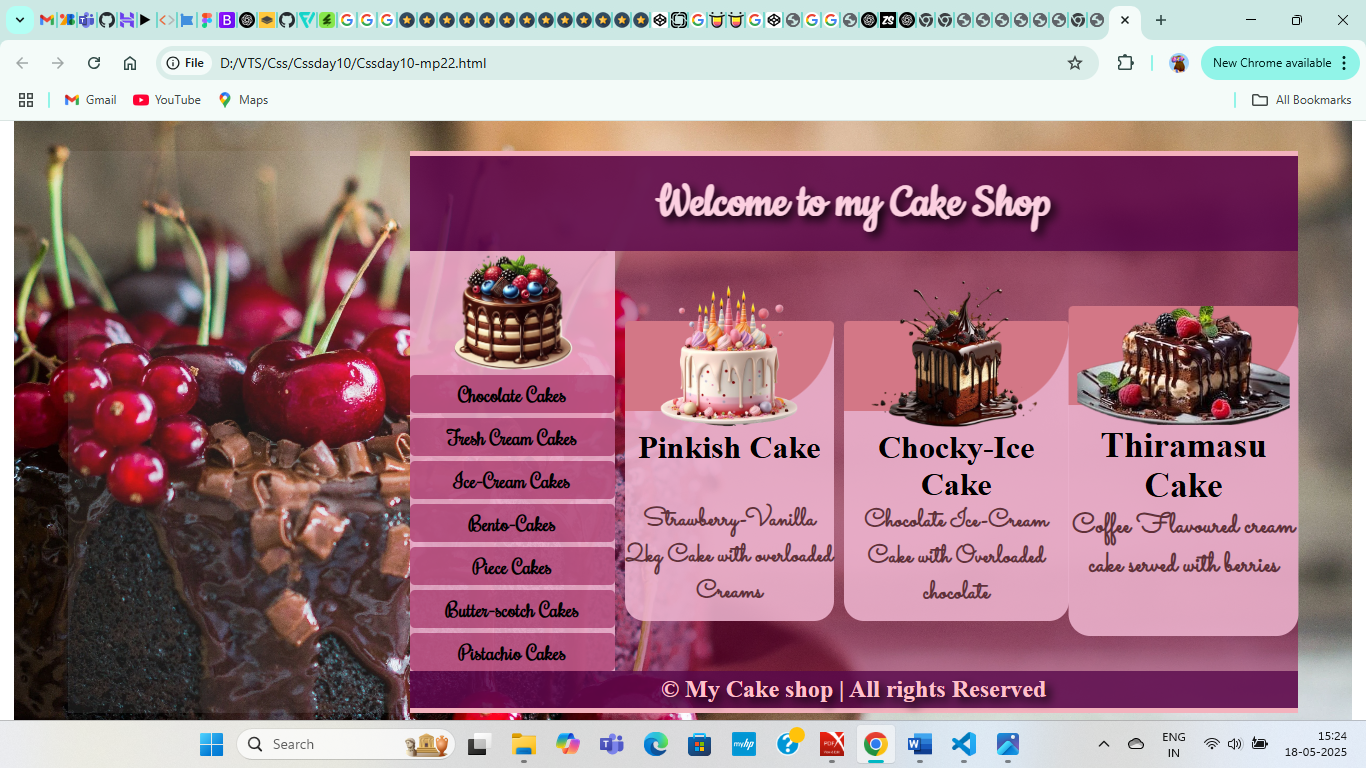 File
D:/VTS/Css/Cssday10/Cssday10-mp22.html
New Chrome available
Gmail
YouTube
Maps
All Bookmarks
Welcome to my Cake Shop
Chocolate Cakes
Fresh Cream Cakes
Ice-Cream Cakes
Bento-Cakes
Piece Cakes
Butter-scotch Cakes
Pistachio Cakes
Pinkish Cake
Strawberry-Vanilla
2kg Cake with overloaded
Creams
Chocky-Ice
Cake
Chocolate Ice-Cream
Cake with Overloaded
chocolate
Thiramasu
Cake
Coffee Flavoured cream
cake served with berries
© My Cake shop | All rights Reserved
Search
ENG
IN
15:24
18-05-2025